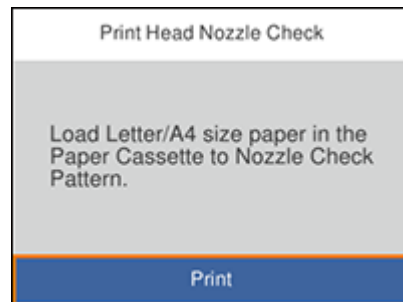 Print Head Nozzle Check
Load Letter/A4 size paper in the
Paper Cassette to Nozzle Check
Pattern.
Print